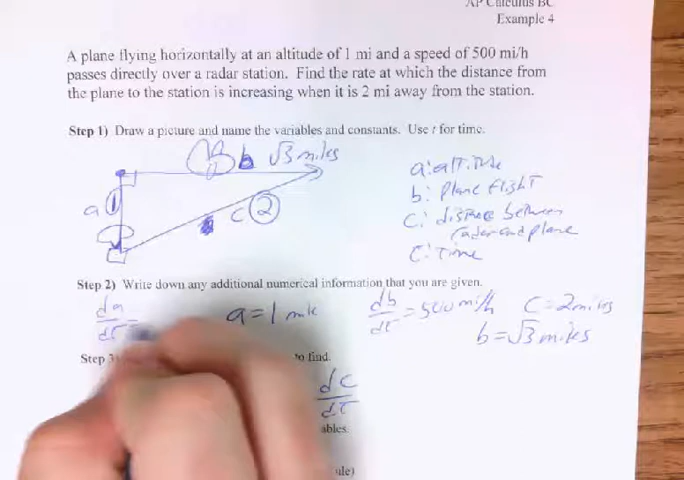 AP Calculus BC
Example 4
A plane flying horizontally at an altitude of 1 mi and a speed of 500 mi/h
passes directly over a radar station. Find the rate at which the distance from
the plane to the station is increasing when it is 2 mi away from the station.
Step 1) Draw a picture and name the variables and constants. Use t for time.
b √3 miles
a 1
c 2
a: altitude
b: Plane flight
c: distance between
radar and plane
t: Time
Step 2) Write down any additional numerical information that you are given.
da/dt =
a = 1 mile
db/dt = 500 mi/h
c = 2 miles
b = √3 miles
Step 3)
to find.
dc/dt